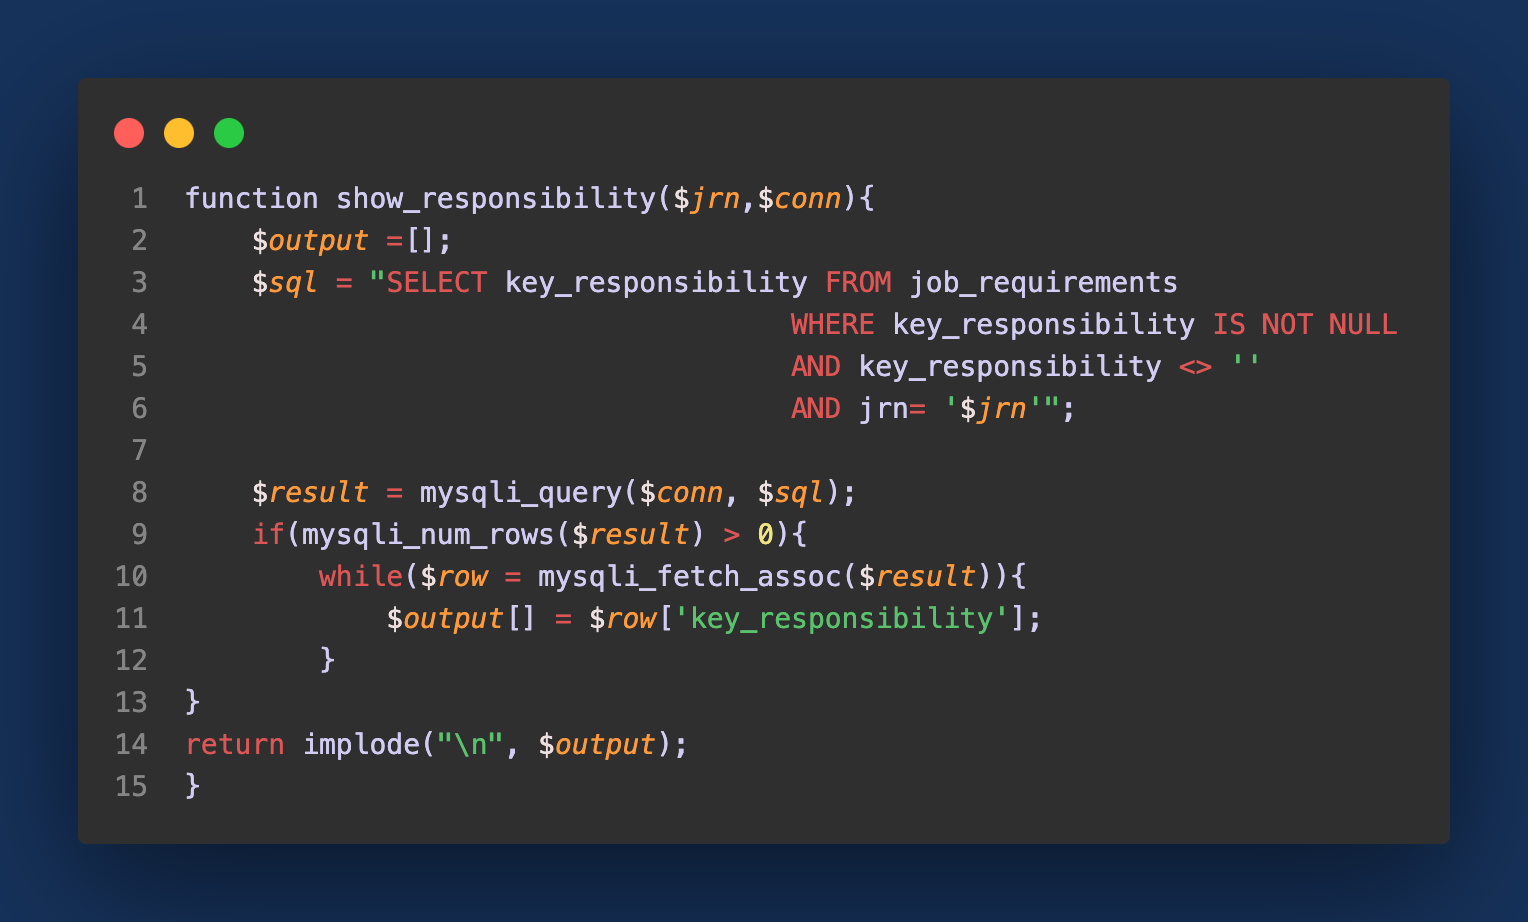 1 function show_responsibility($jrn,$conn){
2     $output =[];
3     $sql = "SELECT key_responsibility FROM job_requirements
4                                     WHERE key_responsibility IS NOT NULL
5                                     AND key_responsibility <> ''
6                                     AND jrn= '$jrn'";
7
8     $result = mysqli_query($conn, $sql);
9     if(mysqli_num_rows($result) > 0){
10         while($row = mysqli_fetch_assoc($result)){
11             $output[] = $row['key_responsibility'];
12         }
13 }
14 return implode("\n", $output);
15 }